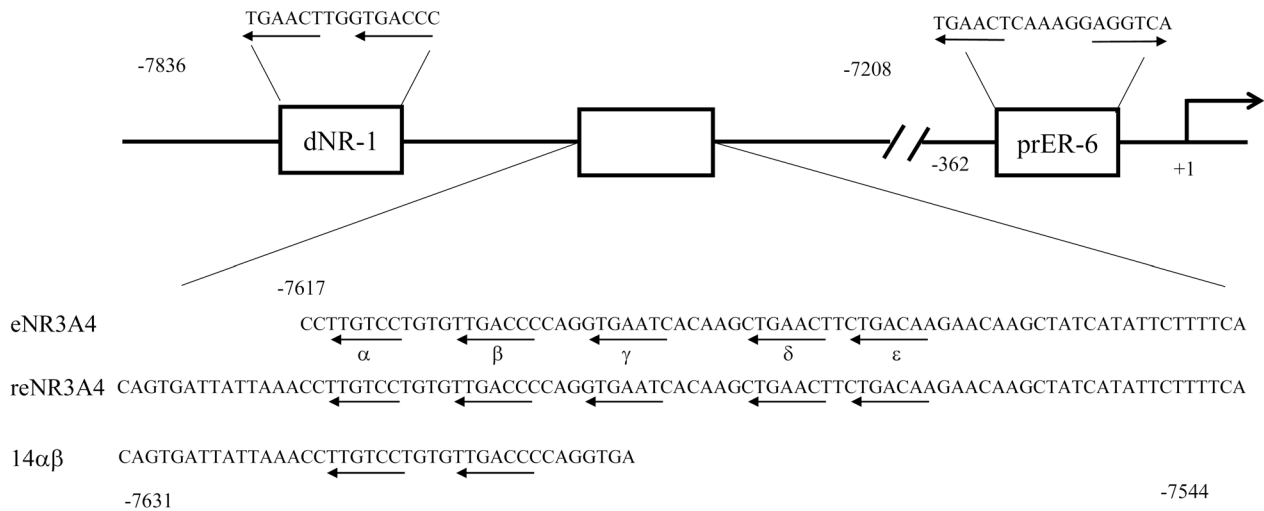 TGAACTTGGTGACCC
TGAACTCAAAGGAGGTCA
-7836
-7208
dNR-1
prER-6
-362
+1
-7617
eNR3A4 CCTTGTCCTGTGTTGACCCCAGGTGAATCACAAGCTGAACTTCTGACAAGAACAAGCTATCATATTCTTTTCA
α β γ δ ε
reNR3A4 CAGTGATTATTAAACCTTGTCCTGTGTTGACCCCAGGTGAATCACAAGCTGAACTTCTGACAAGAACAAGCTATCATATTCTTTTCA
14αβ CAGTGATTATTAAACCTTGTCCTGTGTTGACCCCAGGTGA
-7631
-7544